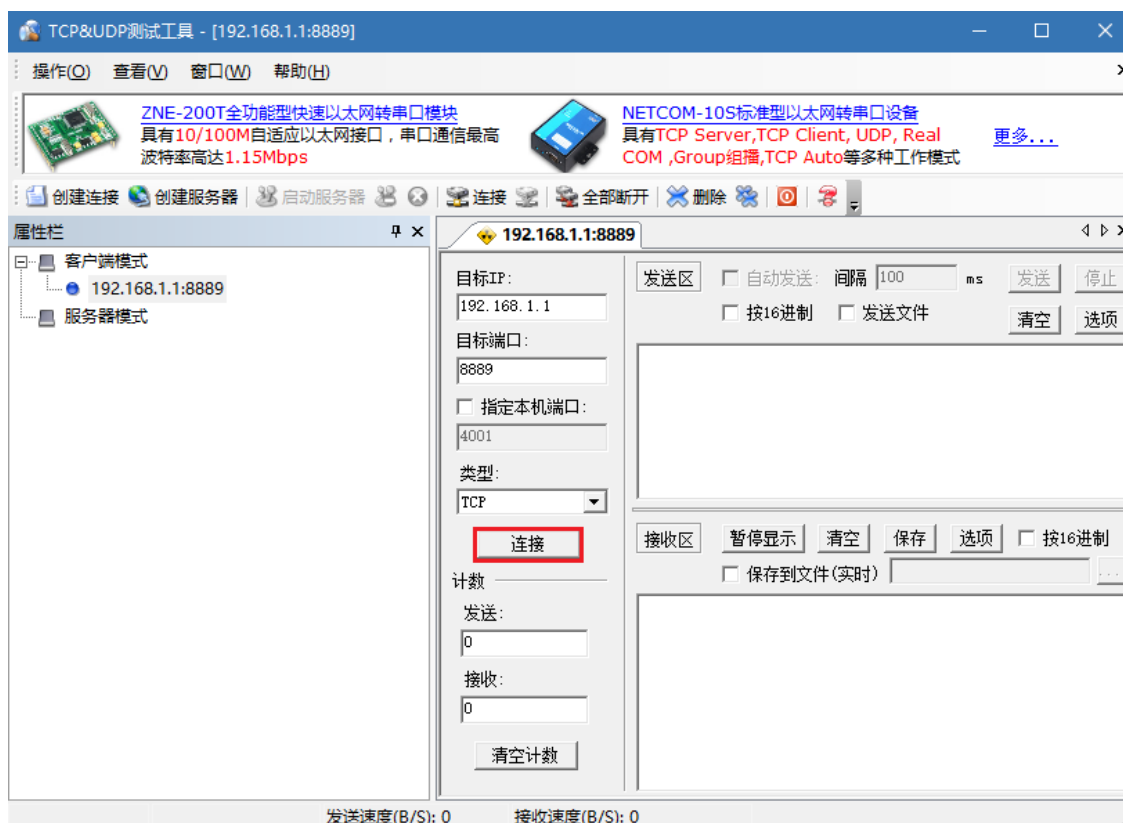 TCP&UDP测试工具 - [192.168.1.1:8889]
操作(O) 查看(V) 窗口(W) 帮助(H)
ZNE-200T全功能型快速以太网转串口模块
具有10/100M自适应以太网接口，串口通信最高
波特率高达1.15Mbps
NETCOM-10S标准型以太网转串口设备
具有TCP Server,TCP Client, UDP, Real
COM ,Group组播,TCP Auto等多种工作模式
更多...
创建连接 创建服务器 启动服务器 连接 全部断开 删除
属性栏
客户端模式
192.168.1.1:8889
服务器模式
192.168.1.1:8889
目标IP:
192.168.1.1
目标端口:
8889
指定本机端口:
4001
类型:
TCP
连接
计数
发送:
0
接收:
0
清空计数
发送区 自动发送: 间隔 100 ms 发送 停止
按16进制 发送文件 清空 选项
接收区 暂停显示 清空 保存 选项 按16进制
保存到文件(实时) ...
发送速度(B/S): 0 接收速度(B/S): 0